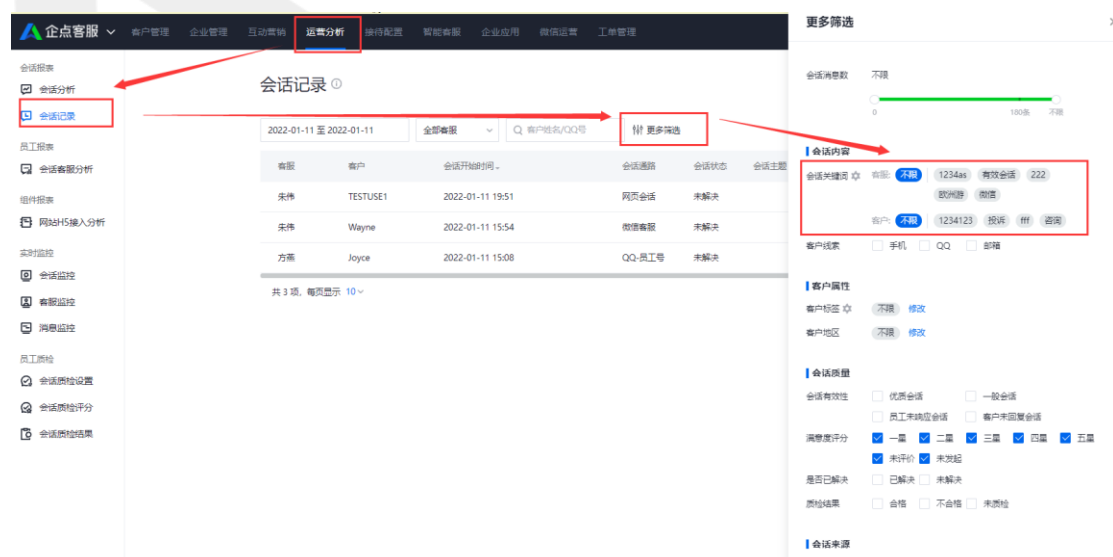 企点客服 客户管理 企业管理 互动营销 运营分析 接待配置 智能客服 企业应用 微信运营 工单管理
会话报表
会话分析
会话记录
员工报表
会话客服分析
组件报表
网站H5接入分析
实时监控
会话监控
客服监控
消息监控
员工质检
会话质检设置
会话质检评分
会话质检结果
会话记录
2022-01-11 至 2022-01-11 全部客服 客户姓名/QQ号 更多筛选
客服 客户 会话开始时间 会话通路 会话状态 会话主题
朱伟 TESTUSE1 2022-01-11 19:51 网页会话 未解决
朱伟 Wayne 2022-01-11 15:54 微信客服 未解决
方燕 Joyce 2022-01-11 15:08 QQ-员工号 未解决
共 3 项，每页显示 10
更多筛选
会话消息数 不限
0 180条 不限
会话内容
会话关键词 客服: 不限 1234as 有效会话 222
欧洲游 微信
客户: 不限 1234123 投诉 fff 咨询
客户线索 手机 QQ 邮箱
客户属性
客户标签 不限 修改
客户地区 不限 修改
会话质量
会话有效性 优质会话 一般会话
员工未响应会话 客户未回复会话
满意度评分 一星 二星 三星 四星 五星
未评价 未发起
是否已解决 已解决 未解决
质检结果 合格 不合格 未质检
会话来源